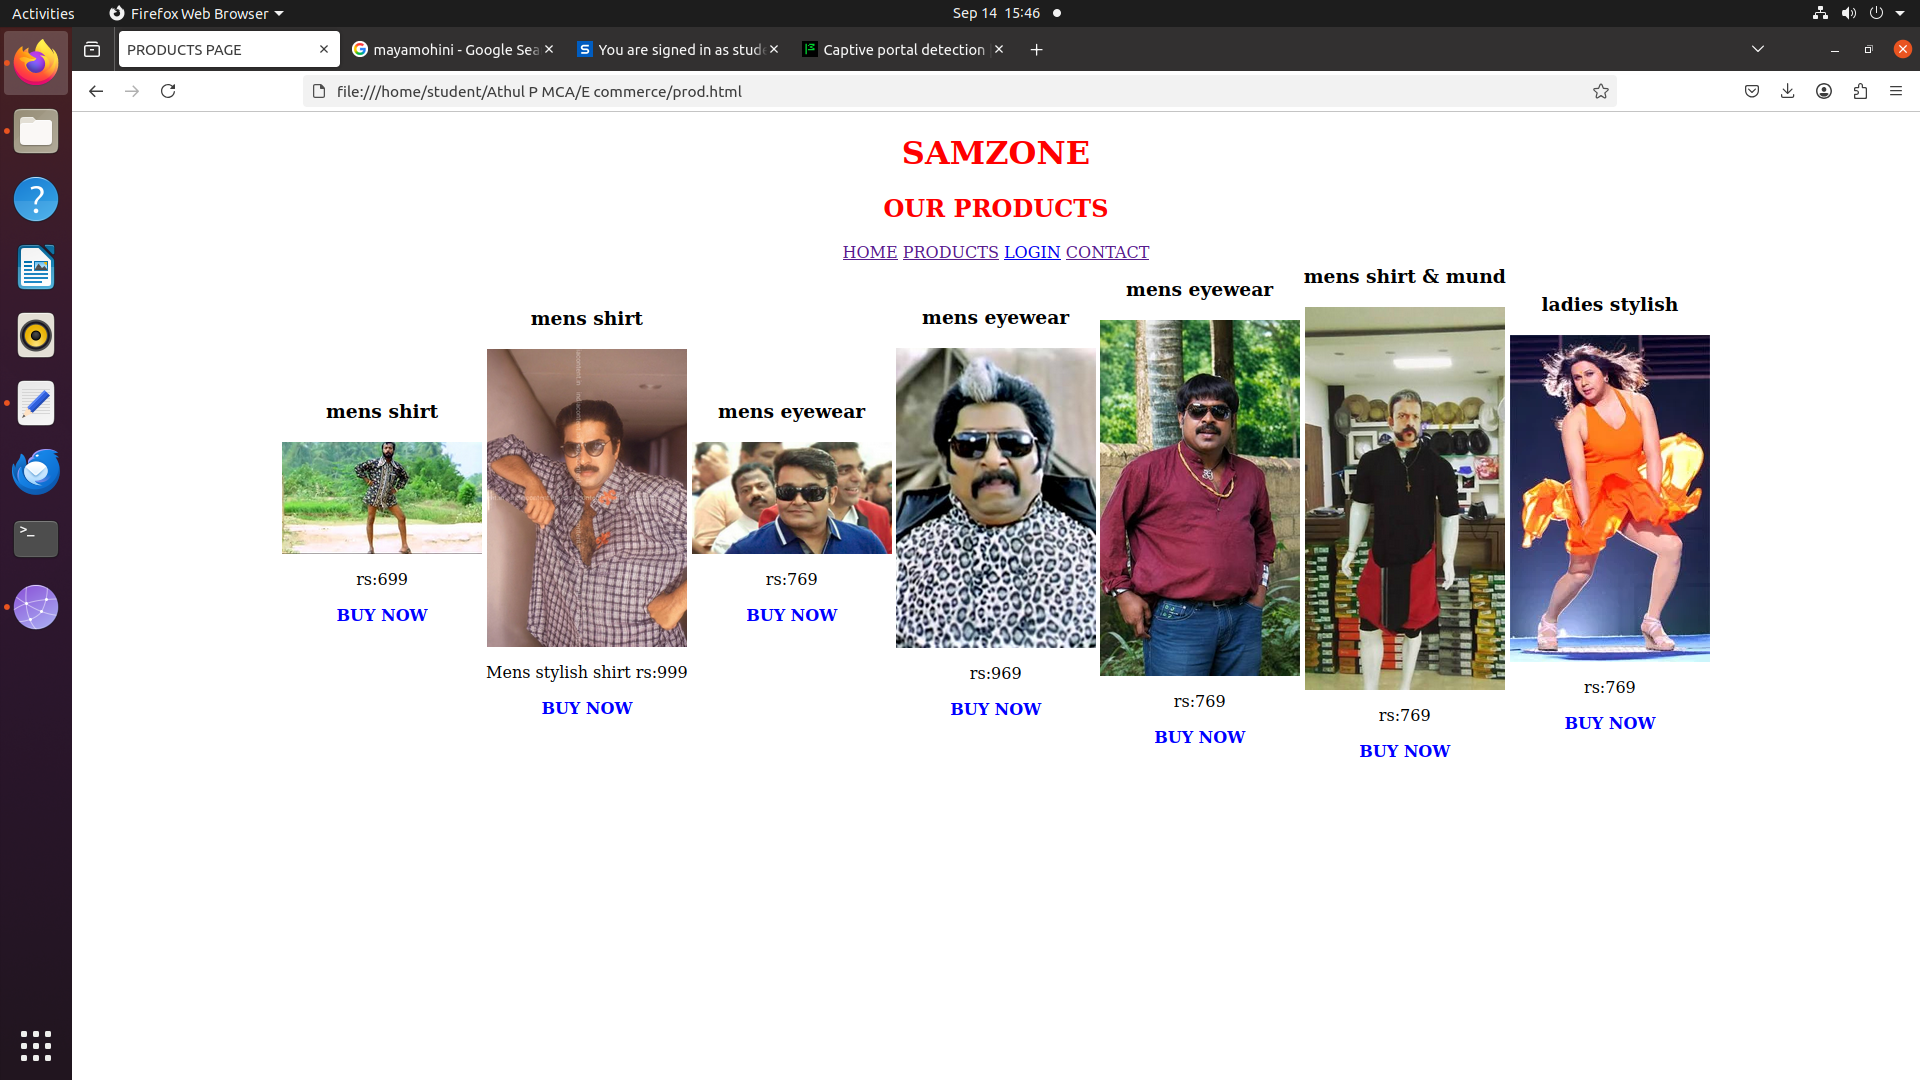 Activities
Firefox Web Browser
Sep 14 15:46
PRODUCTS PAGE
mayamohini - Google Sea
You are signed in as stud
Captive portal detection
file:///home/student/Athul P MCA/E commerce/prod.html
SAMZONE
OUR PRODUCTS
HOME PRODUCTS LOGIN CONTACT
mens shirt
rs:699
BUY NOW
mens shirt
Mens stylish shirt rs:999
BUY NOW
mens eyewear
rs:769
BUY NOW
mens eyewear
rs:969
BUY NOW
mens eyewear
rs:769
BUY NOW
mens shirt & mund
rs:769
BUY NOW
ladies stylish
rs:769
BUY NOW